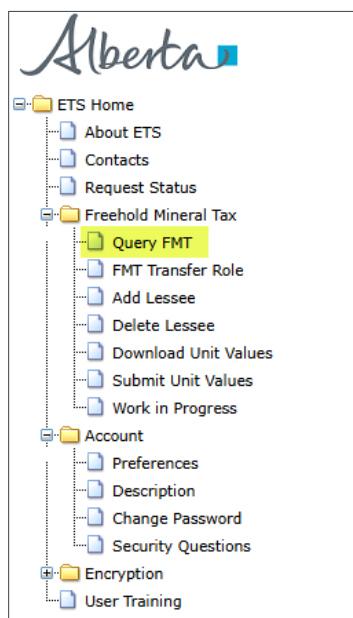 Alberta
ETS Home
About ETS
Contacts
Request Status
Freehold Mineral Tax
Query FMT
FMT Transfer Role
Add Lessee
Delete Lessee
Download Unit Values
Submit Unit Values
Work in Progress
Account
Preferences
Description
Change Password
Security Questions
Encryption
User Training